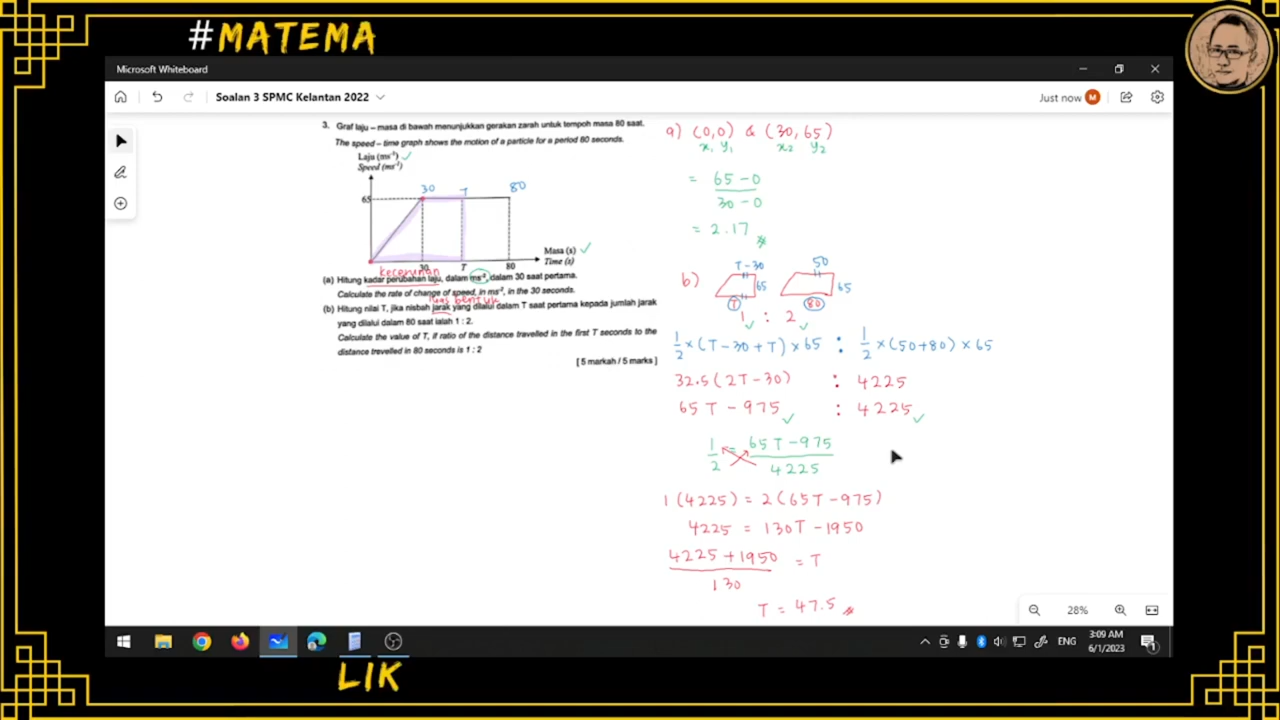 #MATEMA
Microsoft Whiteboard
Soalan 3 SPMC Kelantan 2022
Just now M
3. Graf laju – masa di bawah menunjukkan gerakan zarah untuk tempoh masa 80 saat.
The speed – time graph shows the motion of a particle for a period 80 seconds.
Laju (ms⁻¹) ✓
Speed (ms⁻¹)
30 T 80
65
Masa (s) ✓
Time (s)
30 T 80
kecerunan
(a) Hitung kadar perubahan laju, dalam ms⁻², dalam 30 saat pertama.
Calculate the rate of change of speed, in ms⁻², in the 30 seconds.
luas bentuk
(b) Hitung nilai T, jika nisbah jarak yang dilalui dalam T saat pertama kepada jumlah jarak
yang dilalui dalam 80 saat ialah 1 : 2.
Calculate the value of T, if ratio of the distance travelled in the first T seconds to the
distance travelled in 80 seconds is 1 : 2
[ 5 markah / 5 marks ]
a) (0,0) & (30,65)
x₁ y₁ x₂ y₂
= 65 – 0
30 – 0
= 2.17
b)
T – 30 50
65 65
T 80
1 : 2
✓ ✓
1/2 × (T – 30 + T) × 65 : 1/2 × (50+80) × 65
32.5 (2T – 30) : 4225
65T – 975 ✓ : 4225 ✓
1/2 = 65T – 975
4225
1 (4225) = 2 (65T – 975)
4225 = 130T – 1950
4225 + 1950 = T
130
T = 47.5
28%
ENG
3:09 AM
6/1/2023
1
LIK